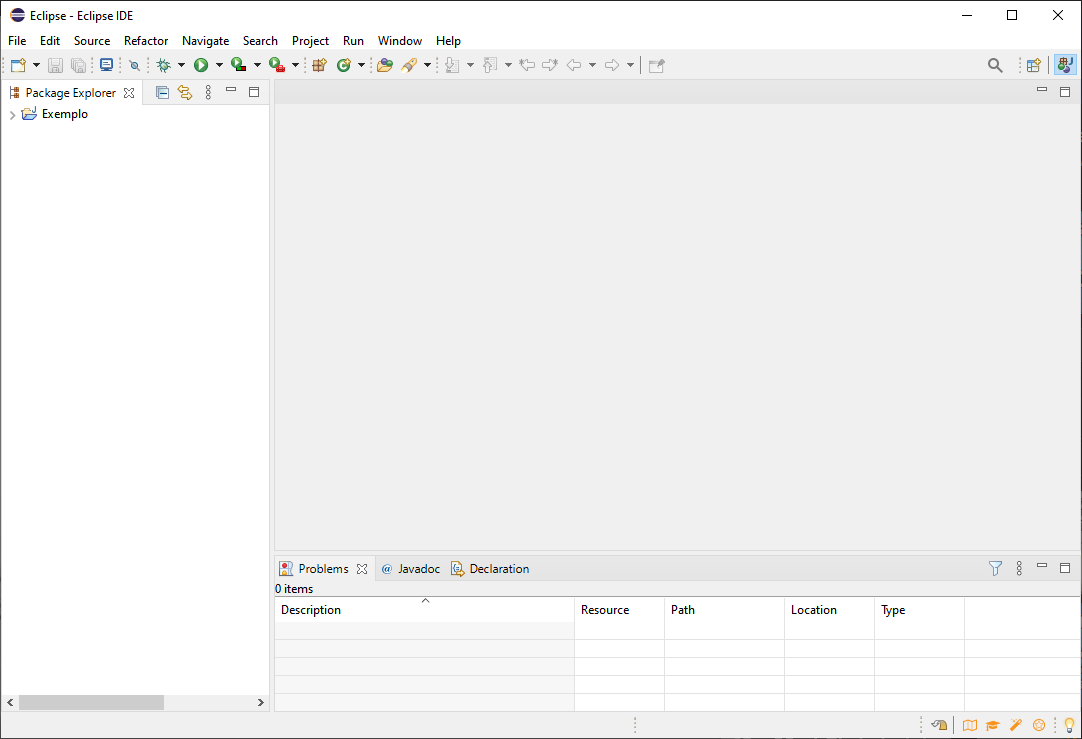 Eclipse - Eclipse IDE
File Edit Source Refactor Navigate Search Project Run Window Help
Package Explorer
Exemplo
Problems @ Javadoc Declaration
0 items
Description Resource Path Location Type